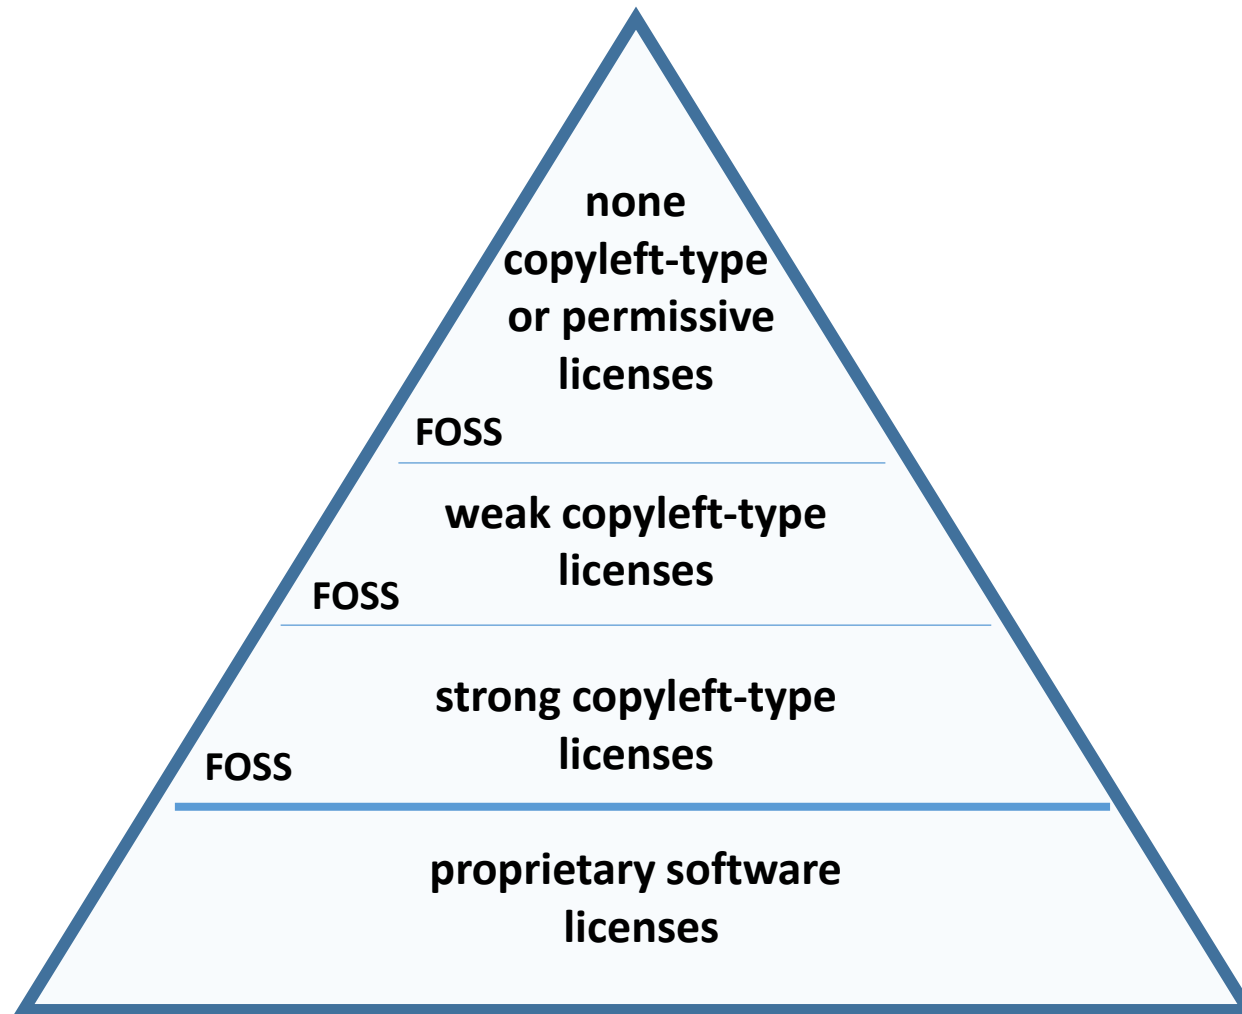 none
copyleft-type
or permissive
licenses
FOSS
weak copyleft-type
licenses
FOSS
strong copyleft-type
licenses
FOSS
proprietary software
licenses